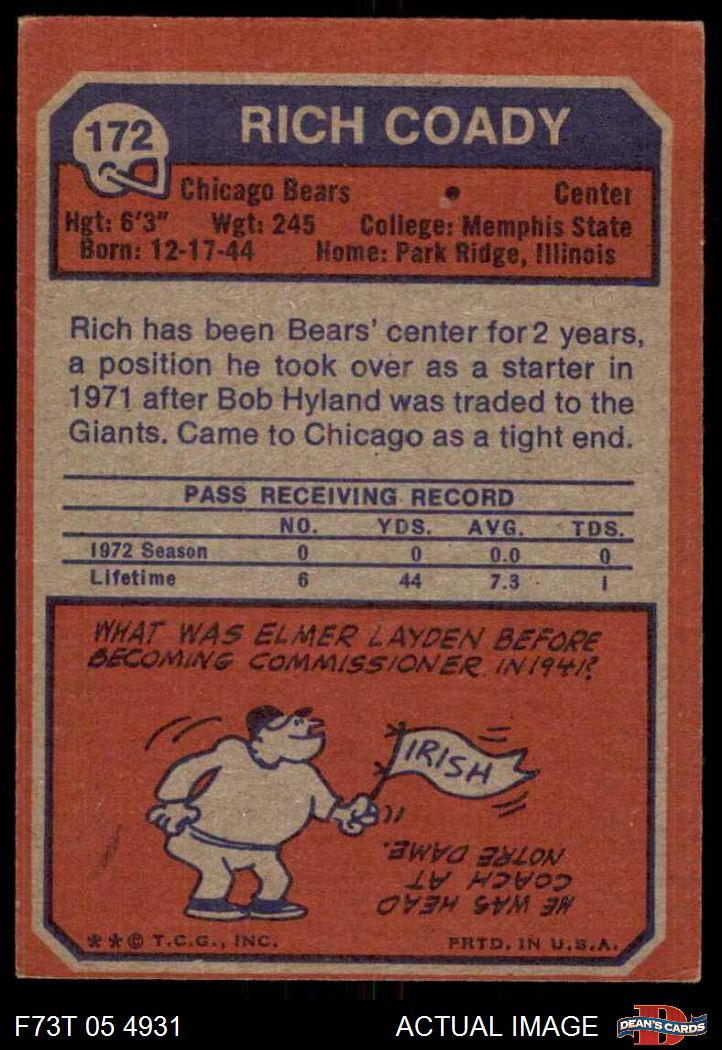 172
RICH COADY
Chicago Bears • Center
Hgt: 6'3" Wgt: 245 College: Memphis State
Born: 12-17-44 Home: Park Ridge, Illinois
Rich has been Bears' center for 2 years,
a position he took over as a starter in
1971 after Bob Hyland was traded to the
Giants. Came to Chicago as a tight end.
PASS RECEIVING RECORD
NO. YDS. AVG. TDS.
1972 Season 0 0 0.0 0
Lifetime 6 44 7.3 1
WHAT WAS ELMER LAYDEN BEFORE
BECOMING COMMISSIONER IN 1941?
IRISH
HE WAS HEAD
COACH AT
NOTRE DAME.
** © T.C.G., INC. PRTD. IN U.S.A.
F73T 05 4931 ACTUAL IMAGE
D
DEAN'S CARDS